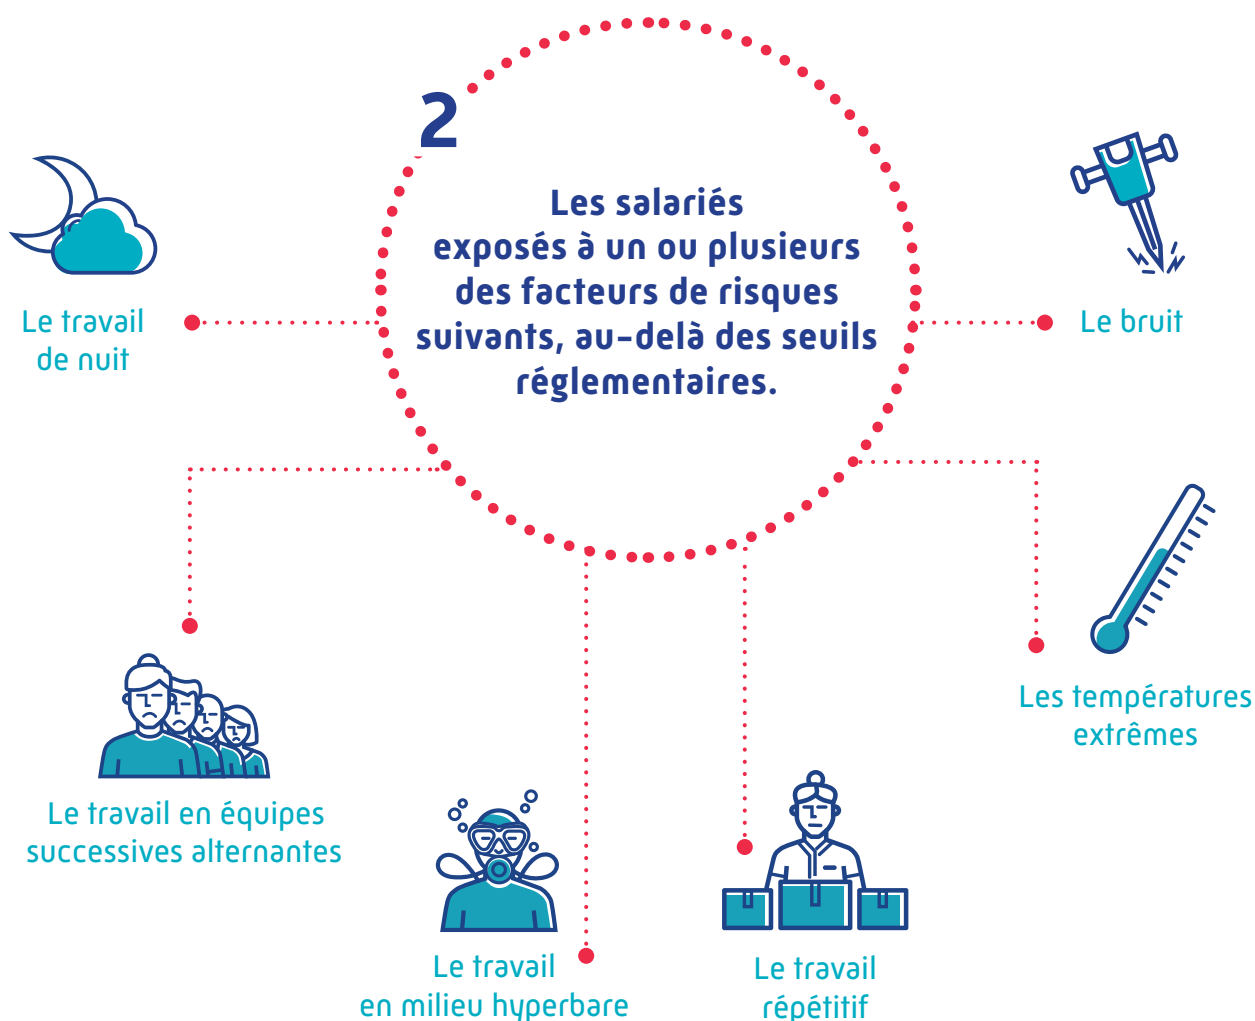 2
Les salariés
exposés à un ou plusieurs
des facteurs de risques
suivants, au-delà des seuils
réglementaires.
Le travail
de nuit
Le bruit
Les températures
extrêmes
Le travail en équipes
successives alternantes
Le travail
en milieu hyperbare
Le travail
répétitif